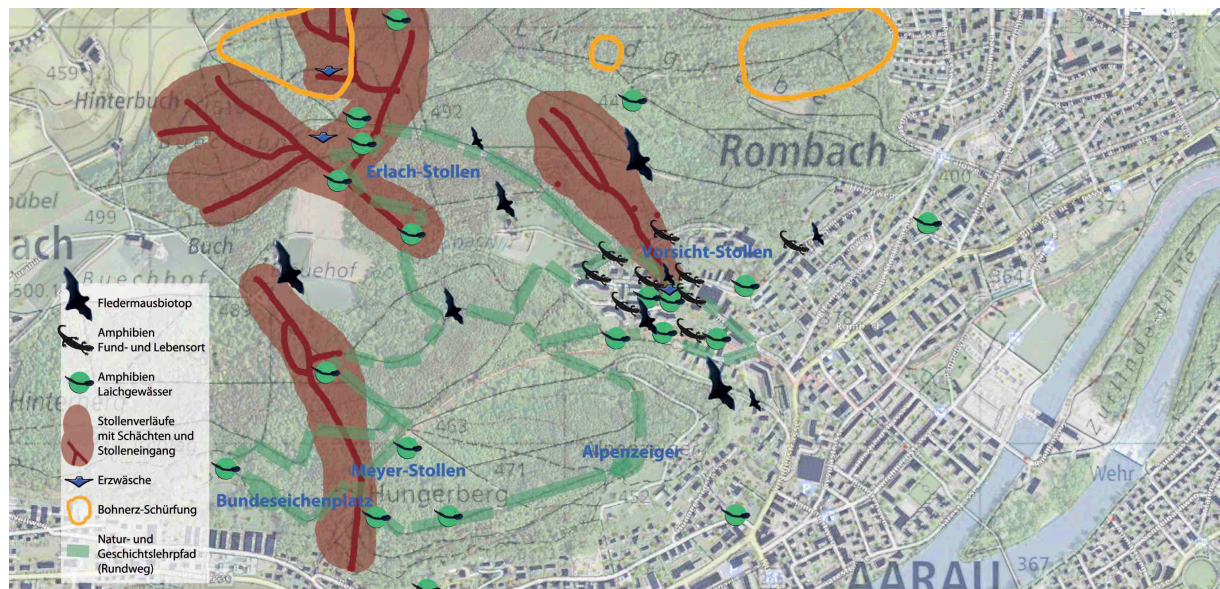 459
Hinterbuch
492
Rombach
Erlach-Stollen
400
374
499
ach
Buch
Vorsicht-Stollen
Buechhof
364
500.1
Fledermausbiotop
Amphibien
Fund- und Lebensort
Amphibien
Laichgewässer
Stollenverläufe
mit Schächten und
Stolleneingang
463
Alpenzeiger
Meyer-Stollen
471
Wehr
Erzwäsche
Bundeseichenplatz
Hungerberg
452
Bohnerz-Schürfung
Natur- und
Geschichtslehrpfad
(Rundweg)
AARAU
367